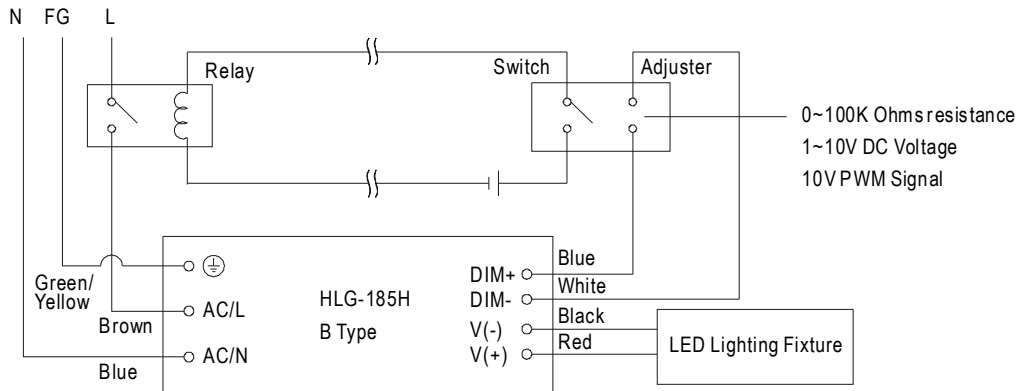 N FG L
Relay
Switch
Adjuster
0~100K Ohms resistance
1~10V DC Voltage
10V PWM Signal
Green/
Yellow
Brown
Blue
AC/L
AC/N
HLG-185H
B Type
DIM+
DIM-
V(-)
V(+)
Blue
White
Black
Red
LED Lighting Fixture